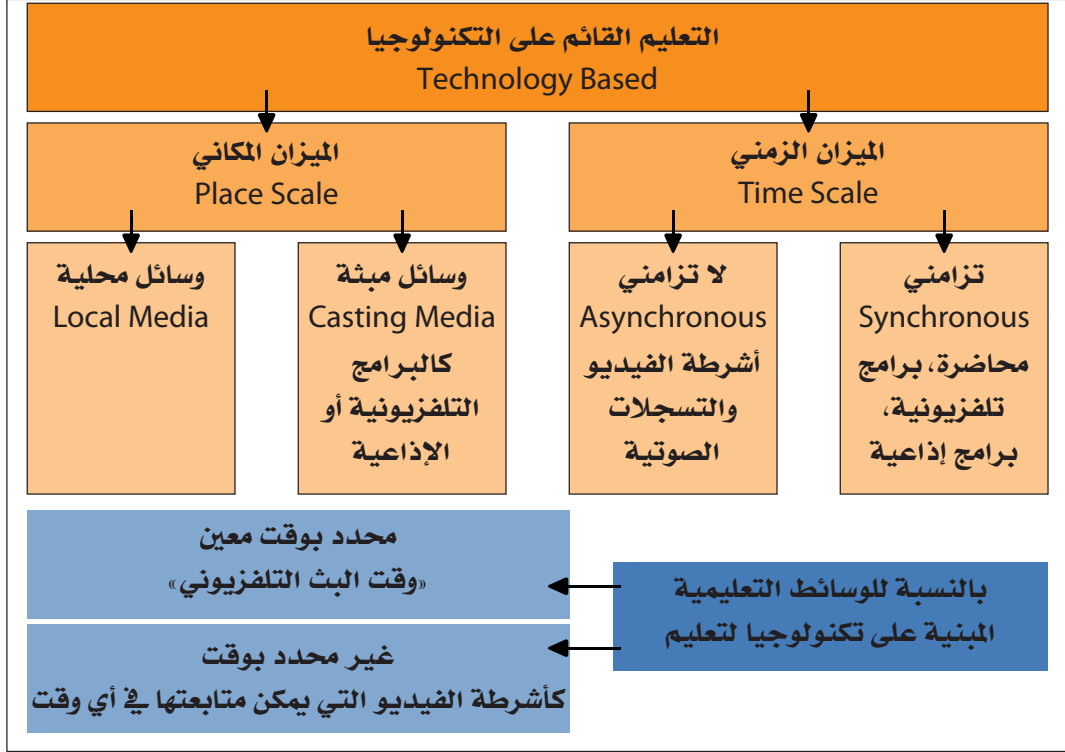 التعليم القائم على التكنولوجيا
Technology Based
الميزان الزمني
Time Scale
الميزان المكاني
Place Scale
تزامني
Synchronous
محاضرة، برامج
تلفزيونية،
برامج إذاعية
لا تزامني
Asynchronous
أشرطة الفيديو
والتسجلات
الصوتية
وسائل مبثة
Casting Media
كالبرامج
التلفزيونية أو
الإذاعية
وسائل محلية
Local Media
بالنسبة للوسائط التعليمية
المبنية على تكنولوجيا لتعليم
محدد بوقت معين
«وقت البث التلفزيوني»
غير محدد بوقت
كأشرطة الفيديو التي يمكن متابعتها في أي وقت